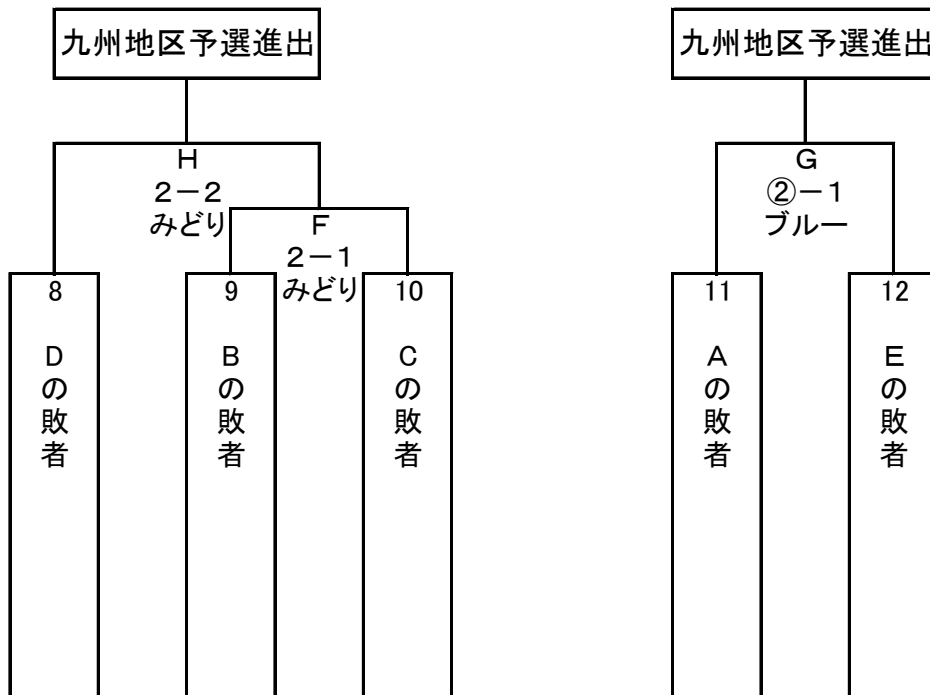 九州地区予選進出
九州地区予選進出
H
2－2
みどり
G
②－1
ブルー
F
2－1
みどり
8
9
10
11
12
Dの敗者
Bの敗者
Cの敗者
Aの敗者
Eの敗者